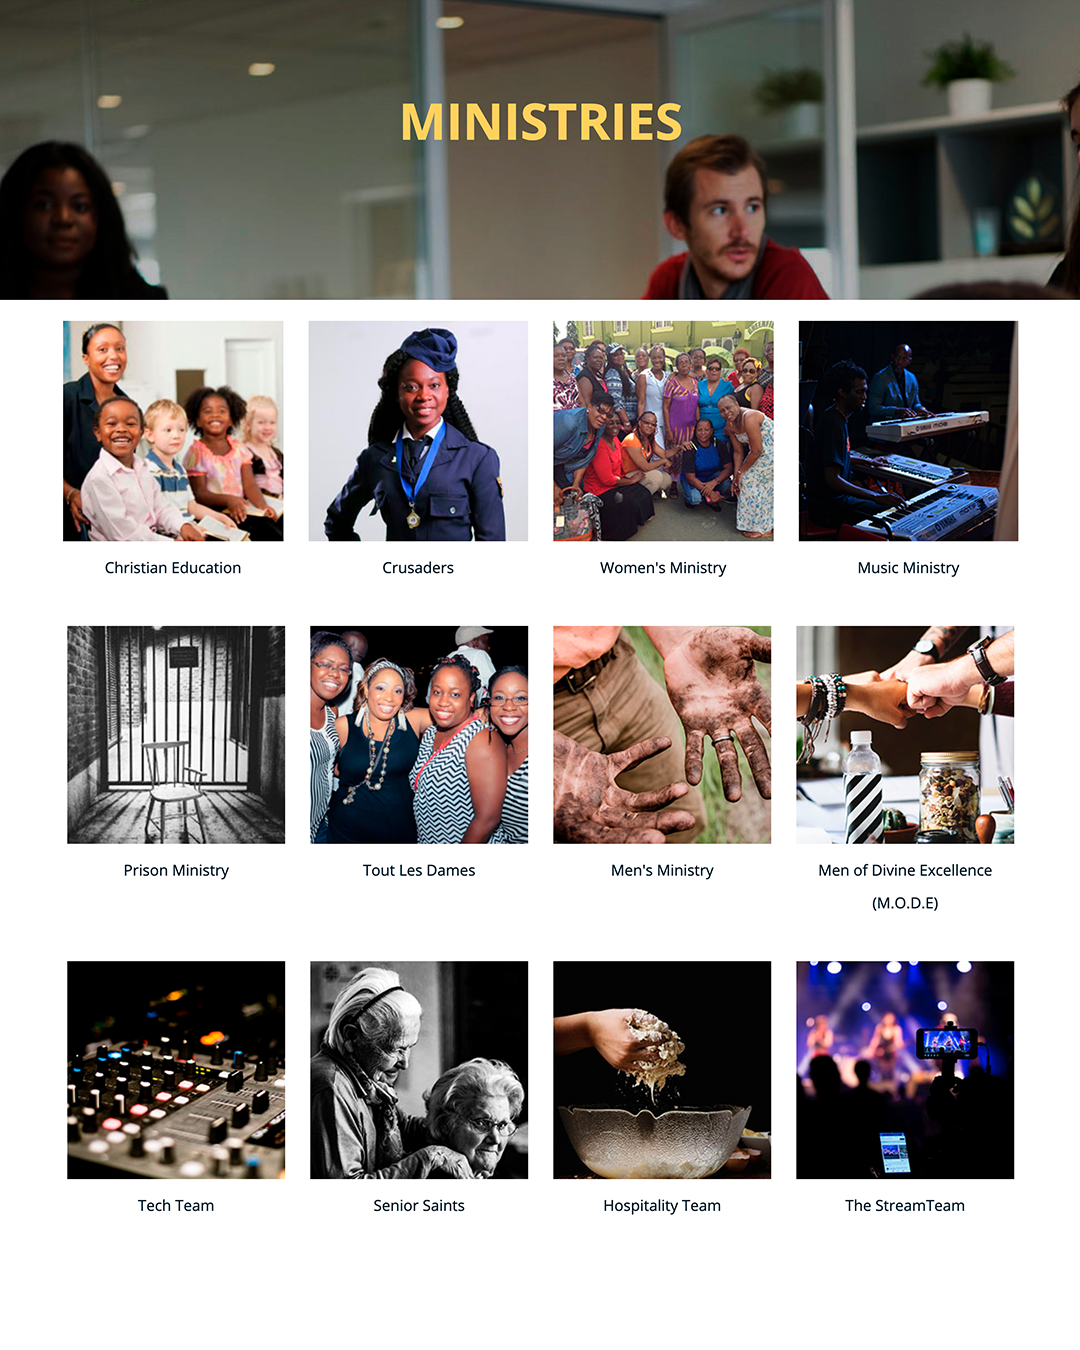 MINISTRIES
Christian Education
Crusaders
Women's Ministry
Music Ministry
Prison Ministry
Tout Les Dames
Men's Ministry
Men of Divine Excellence
(M.O.D.E)
Tech Team
Senior Saints
Hospitality Team
The StreamTeam